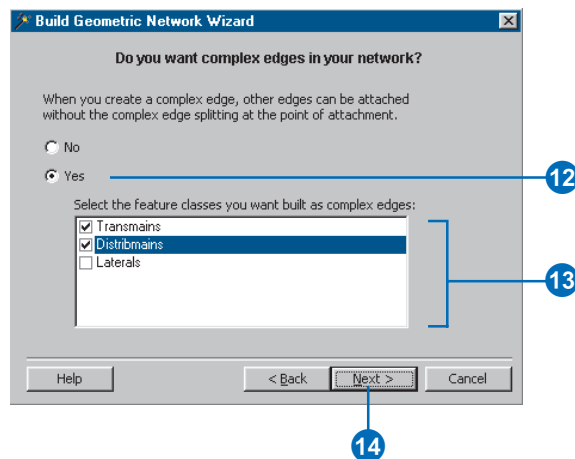 Build Geometric Network Wizard
Do you want complex edges in your network?
When you create a complex edge, other edges can be attached
without the complex edge splitting at the point of attachment.
No
Yes
12
Select the feature classes you want built as complex edges:
Transmains
Distribmains
Laterals
13
Help
< Back
Next >
Cancel
14